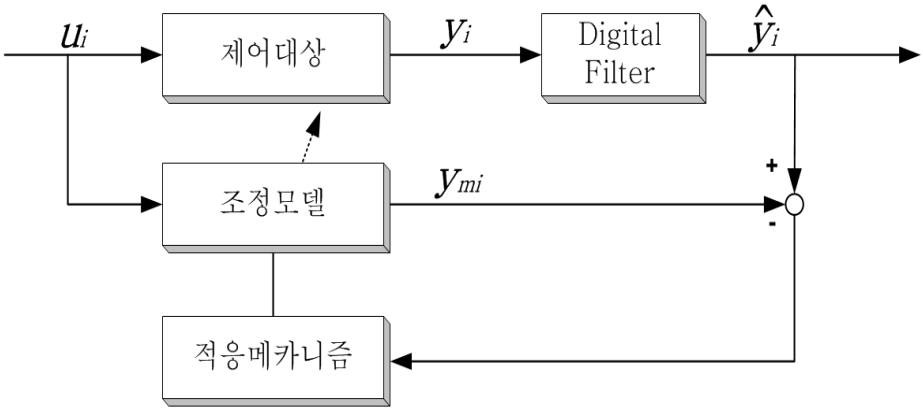 u_i
제어대상
y_i
Digital
Filter
ŷ_i
조정모델
y_mi
+
-
적응메카니즘